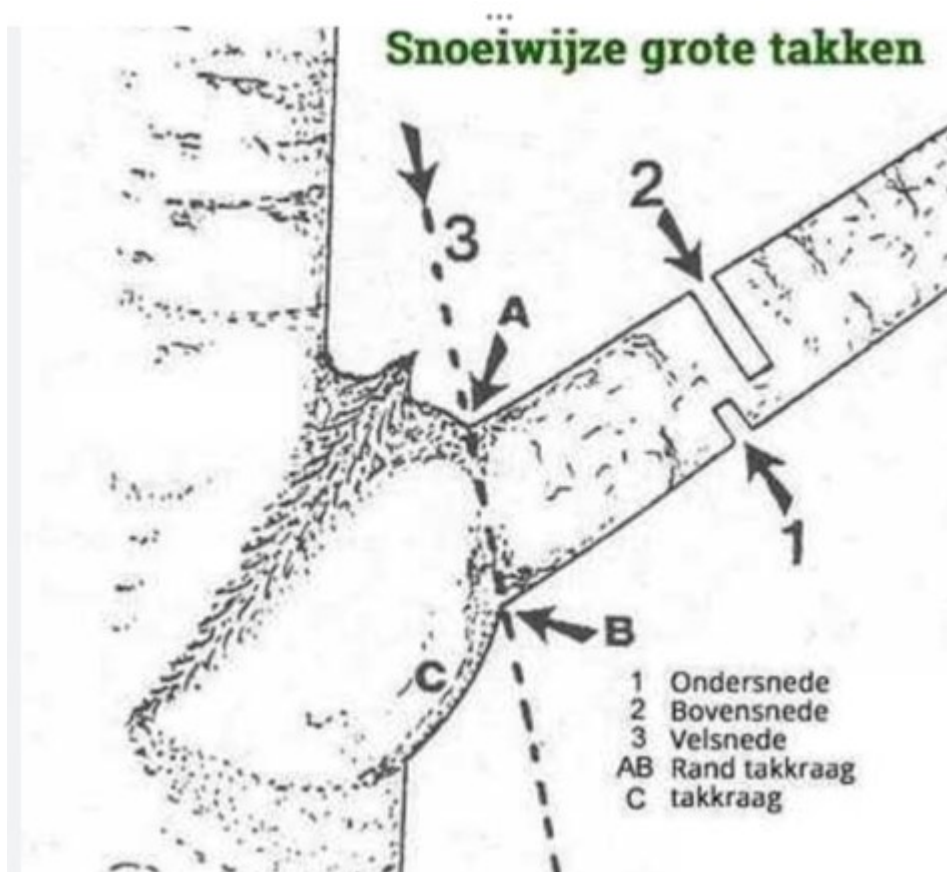 Snoeiwijze grote takken
2
3
A
1
B
C
1 Ondersnede
2 Bovensnede
3 Velsnede
AB Rand takkraag
C takkraag